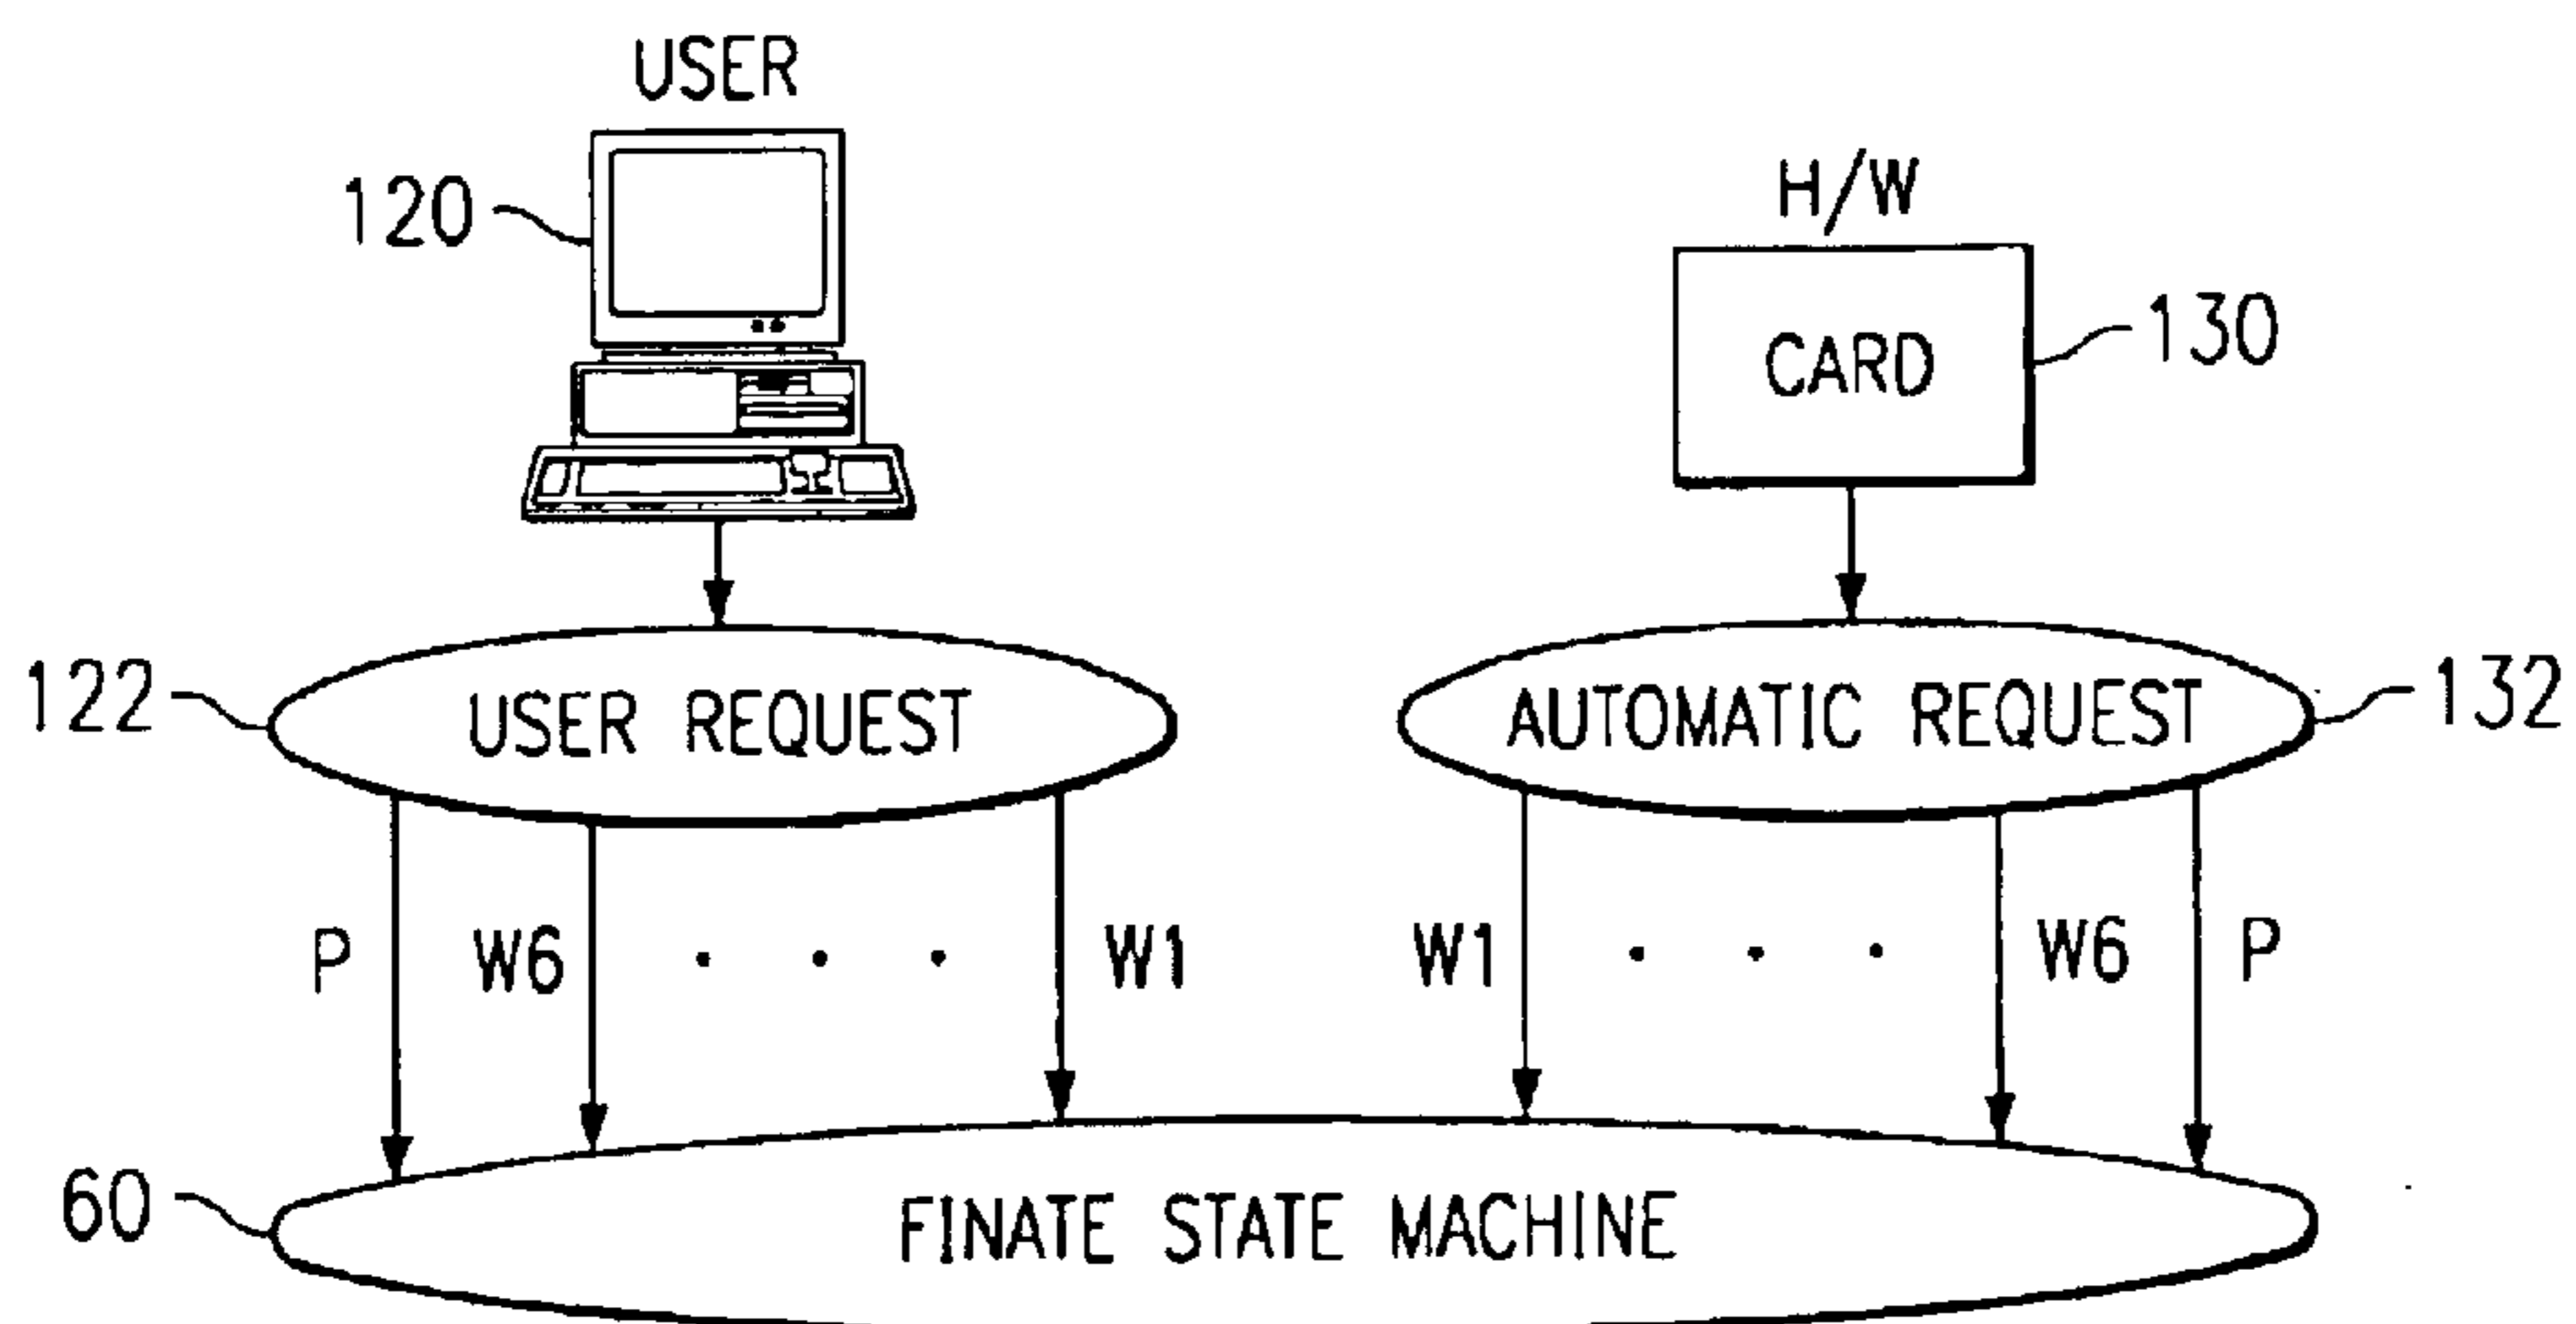 USER
120
H/W
CARD
130
122
USER REQUEST
AUTOMATIC REQUEST
132
P W6 . . . W1 W1 . . . W6 P
60
FINATE STATE MACHINE